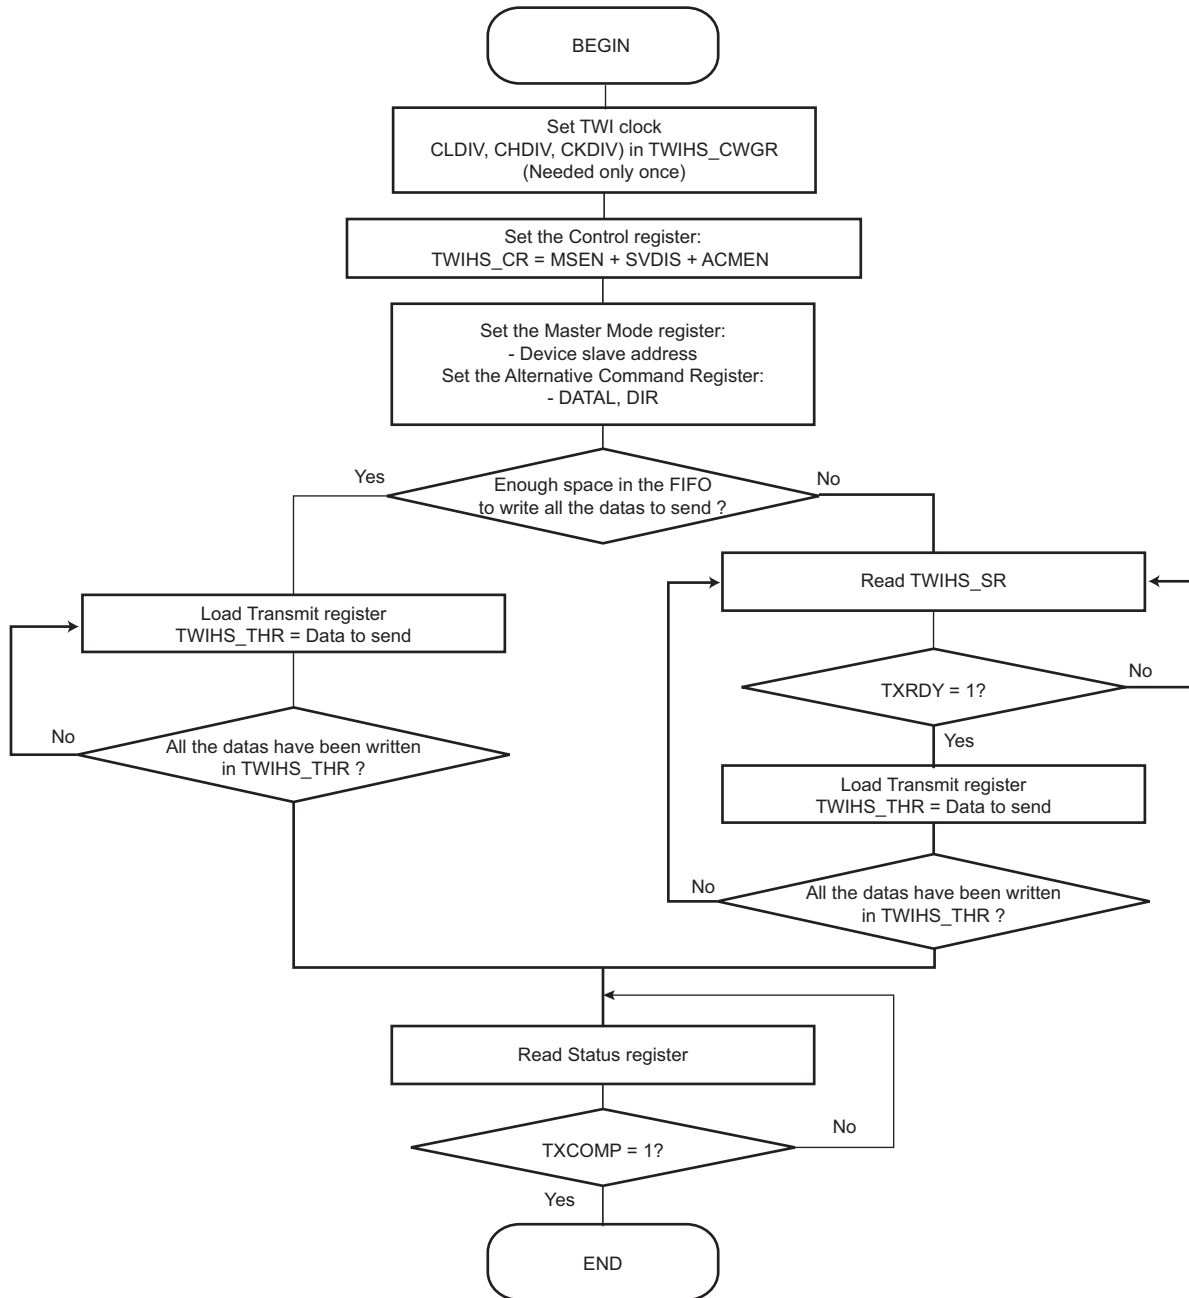 BEGIN
Set TWI clock
CLDIV, CHDIV, CKDIV) in TWIHS_CWGR
(Needed only once)
Set the Control register:
TWIHS_CR = MSEN + SVDIS + ACMEN
Set the Master Mode register:
- Device slave address
Set the Alternative Command Register:
- DATAL, DIR
Yes
Enough space in the FIFO
to write all the datas to send ?
No
Load Transmit register
TWIHS_THR = Data to send
No
All the datas have been written
in TWIHS_THR ?
Read TWIHS_SR
TXRDY = 1?
No
Yes
Load Transmit register
TWIHS_THR = Data to send
No
All the datas have been written
in TWIHS_THR ?
Read Status register
TXCOMP = 1?
No
Yes
END